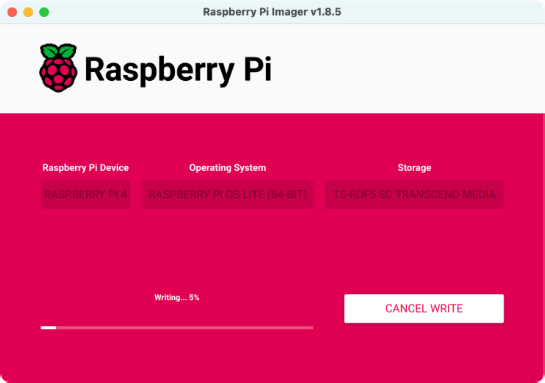 Raspberry Pi Imager v1.8.5
Raspberry Pi
Raspberry Pi Device
Operating System
Storage
RASPBERRY PI 4
RASPBERRY PI OS LITE (64-BIT)
TS-RDF5 SD TRANSCEND MEDIA
Writing... 5%
CANCEL WRITE